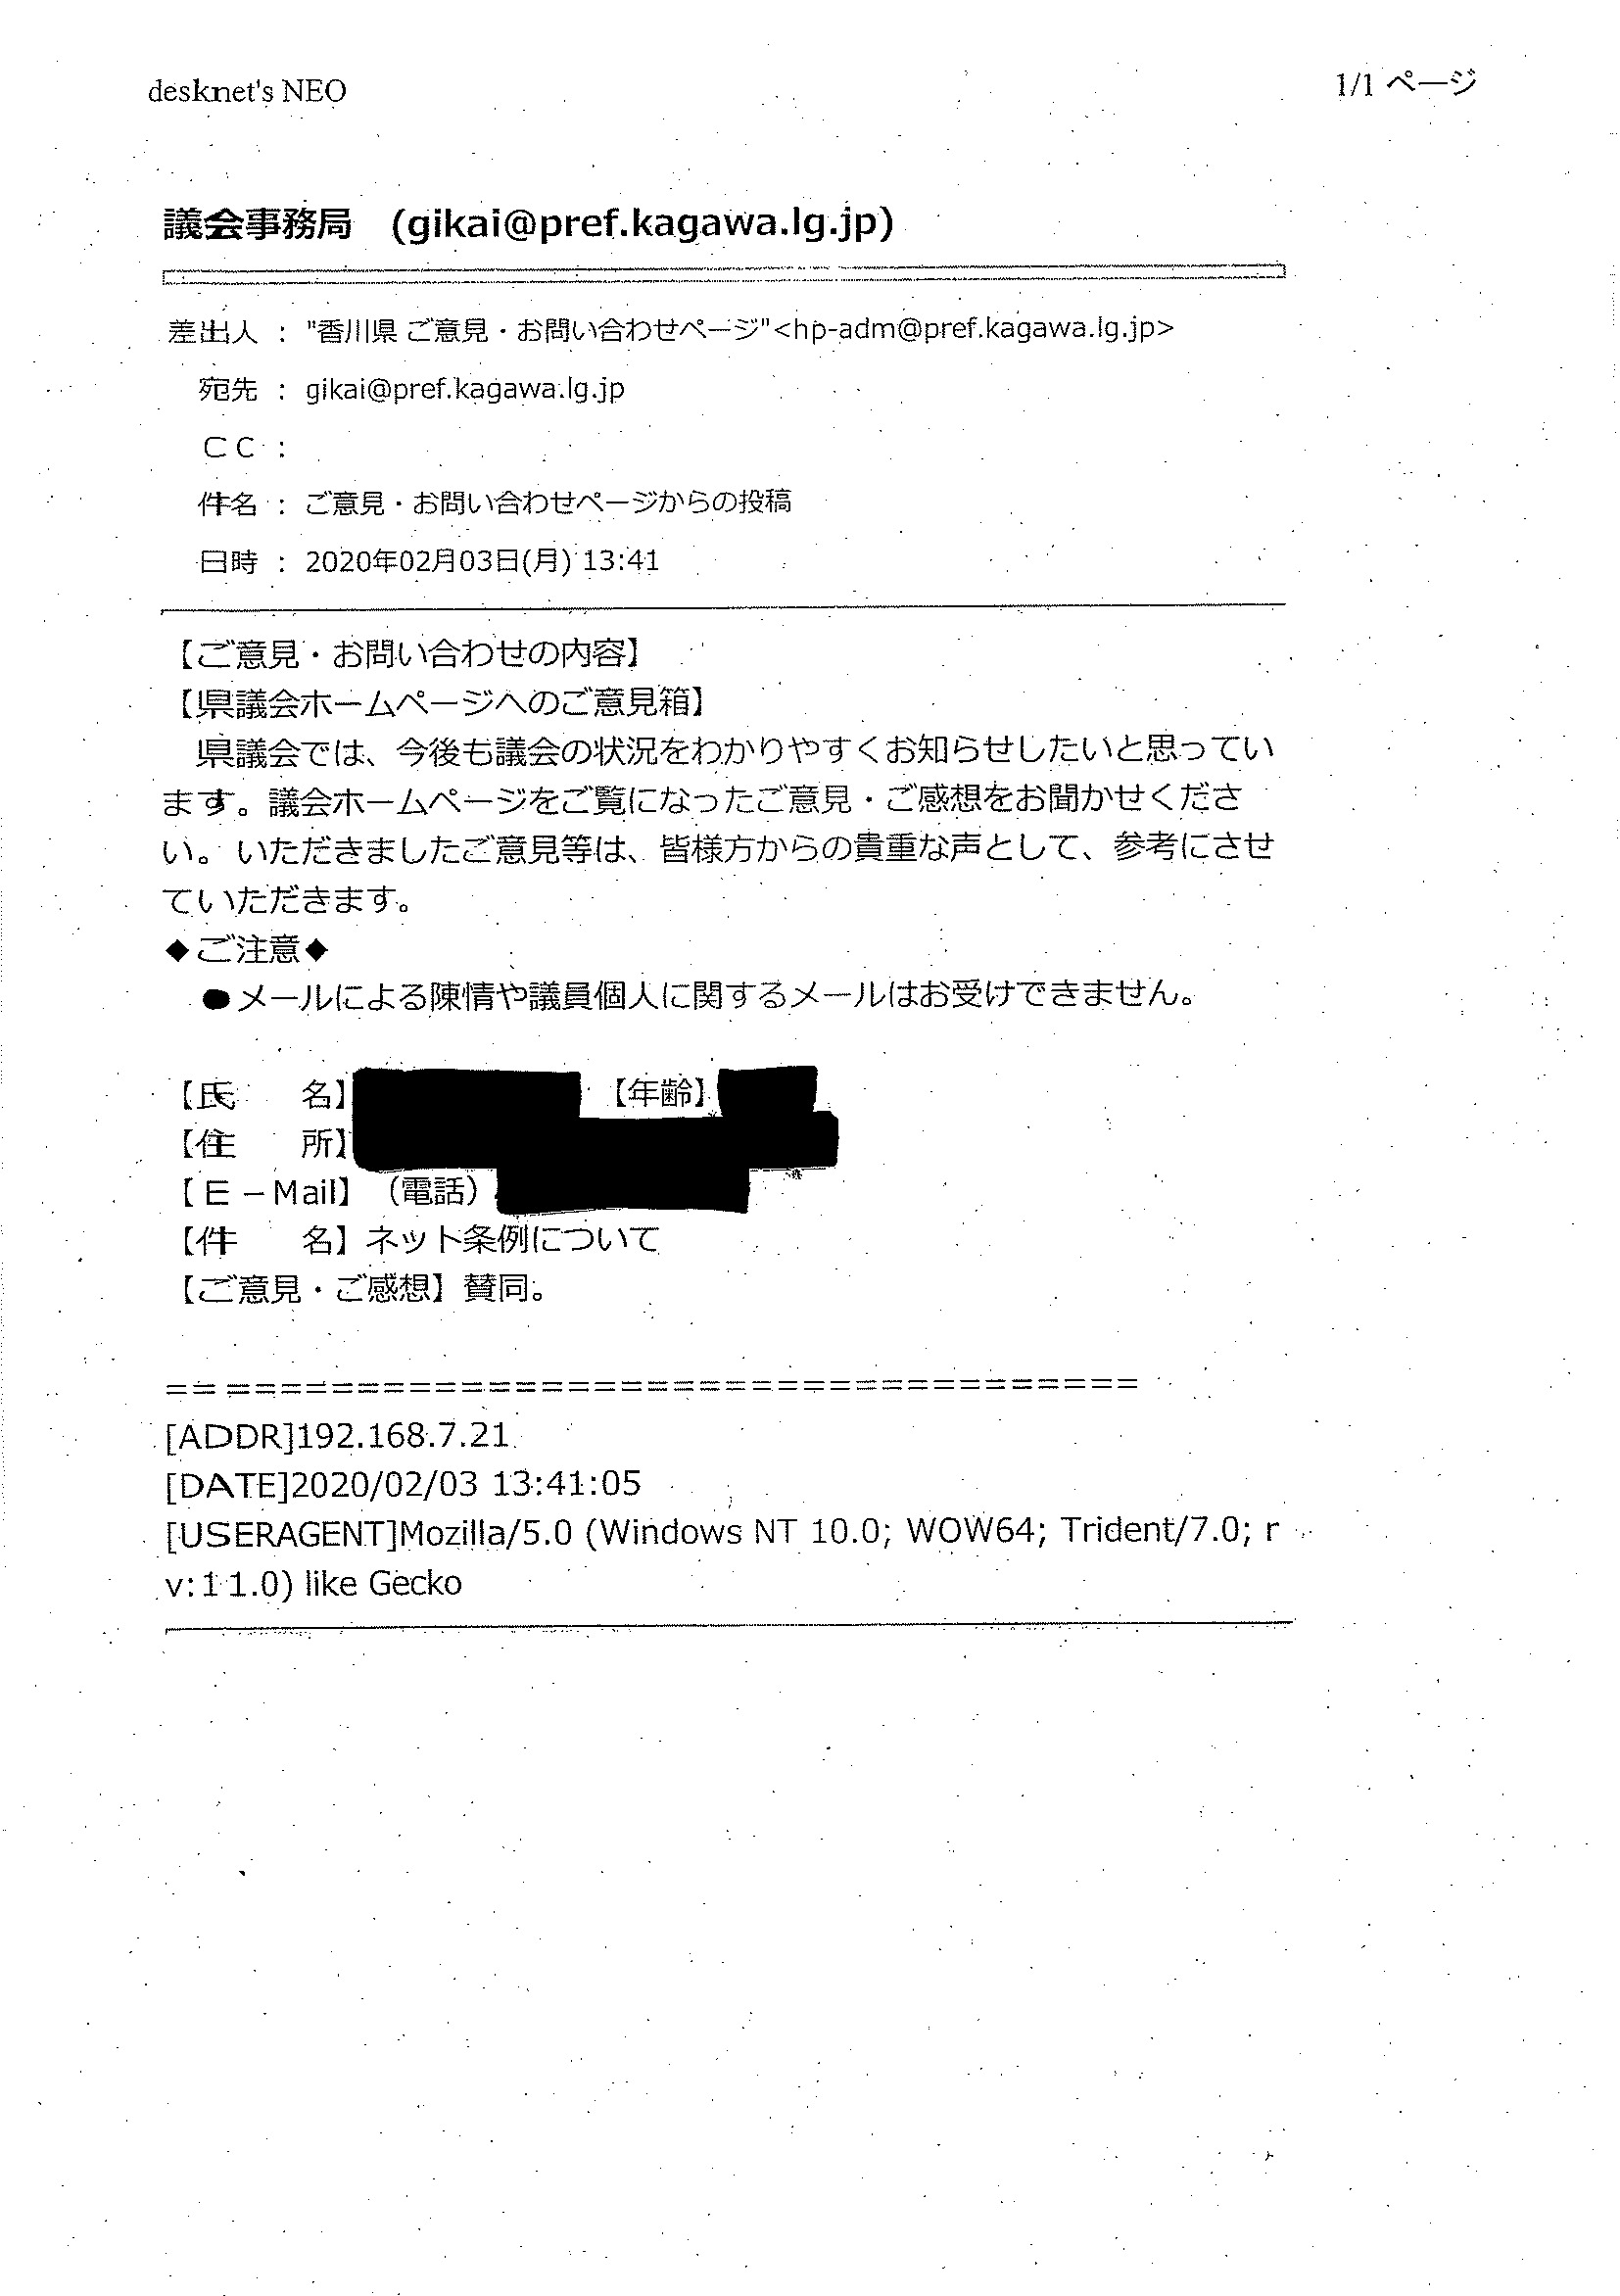 desknet's NEO
1/1 ページ
議会事務局　(gikai@pref.kagawa.lg.jp)
差出人 : "香川県 ご意見・お問い合わせページ"<hp-adm@pref.kagawa.lg.jp>
宛先 : gikai@pref.kagawa.lg.jp
ＣＣ :
件名 : ご意見・お問い合わせページからの投稿
日時 : 2020年02月03日(月) 13:41
【ご意見・お問い合わせの内容】
【県議会ホームページへのご意見箱】
　県議会では、今後も議会の状況をわかりやすくお知らせしたいと思ってい
ます。議会ホームページをご覧になったご意見・ご感想をお聞かせくださ
い。いただきましたご意見等は、皆様方からの貴重な声として、参考にさせ
ていただきます。
◆ご注意◆
　●メールによる陳情や議員個人に関するメールはお受けできません。
【氏　　名】　【年齢】
【住　　所】
【Ｅ－Mail】（電話）
【件　　名】ネット条例について
【ご意見・ご感想】賛同。
=====================================
[ADDR]192.168.7.21
[DATE]2020/02/03 13:41:05
[USERAGENT]Mozilla/5.0 (Windows NT 10.0; WOW64; Trident/7.0; r
v:11.0) like Gecko